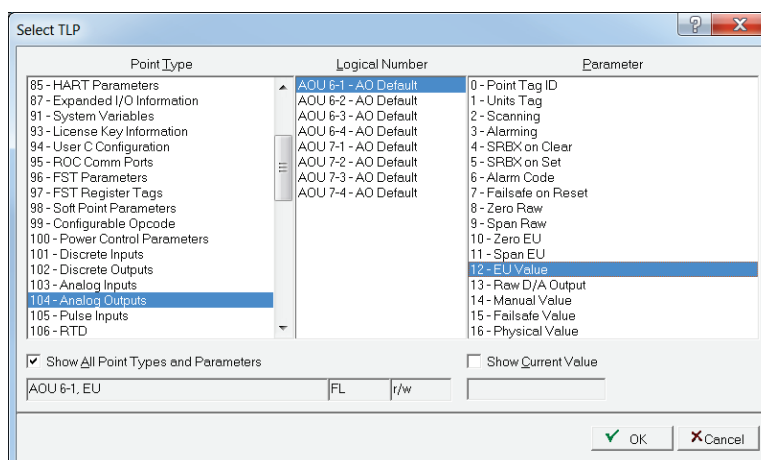 Select TLP
Point Type
85 - HART Parameters
87 - Expanded I/O Information
91 - System Variables
93 - License Key Information
94 - User C Configuration
95 - ROC Comm Ports
96 - FST Parameters
97 - FST Register Tags
98 - Soft Point Parameters
99 - Configurable Opcode
100 - Power Control Parameters
101 - Discrete Inputs
102 - Discrete Outputs
103 - Analog Inputs
104 - Analog Outputs
105 - Pulse Inputs
106 - RTD
Logical Number
AOU 6-1 - AO Default
AOU 6-2 - AO Default
AOU 6-3 - AO Default
AOU 6-4 - AO Default
AOU 7-1 - AO Default
AOU 7-2 - AO Default
AOU 7-3 - AO Default
AOU 7-4 - AO Default
Parameter
0 - Point Tag ID
1 - Units Tag
2 - Scanning
3 - Alarming
4 - SRBX on Clear
5 - SRBX on Set
6 - Alarm Code
7 - Failsafe on Reset
8 - Zero Raw
9 - Span Raw
10 - Zero EU
11 - Span EU
12 - EU Value
13 - Raw D/A Output
14 - Manual Value
15 - Failsafe Value
16 - Physical Value
Show All Point Types and Parameters
Show Current Value
AOU 6-1, EU FL r/w
OK Cancel